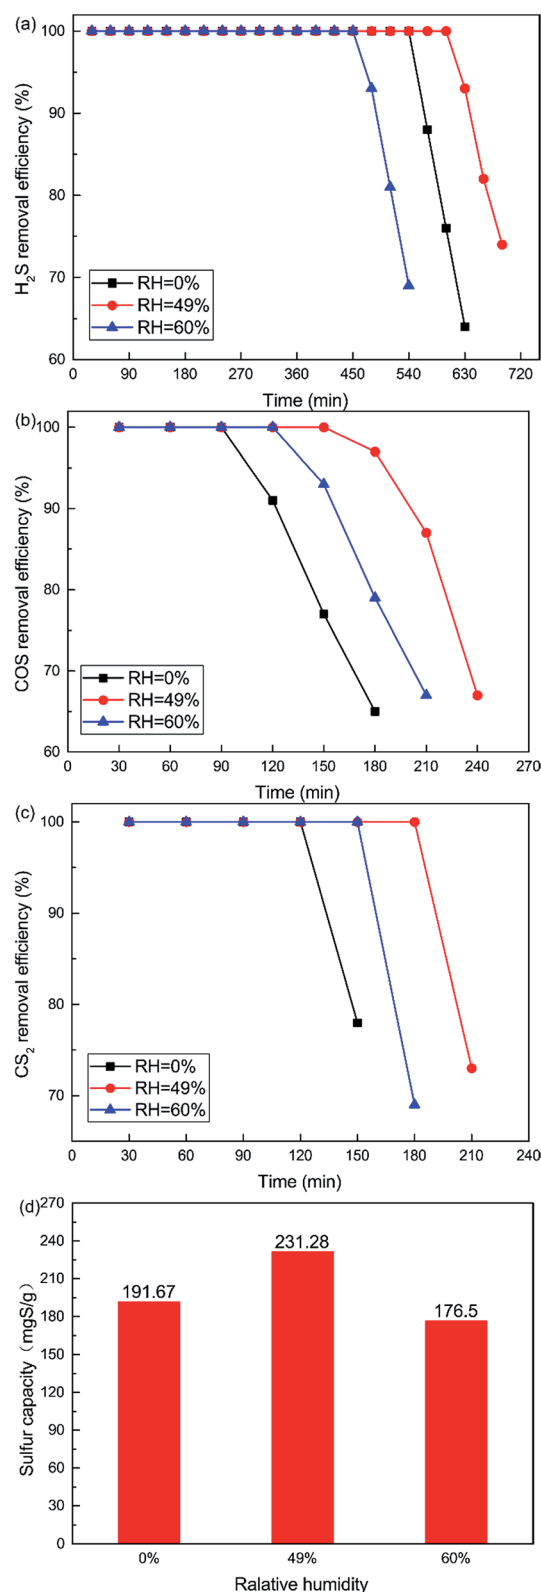 (a)
H₂S removal efficiency (%)
100
90
80
70
60
RH=0%
RH=49%
RH=60%
0 90 180 270 360 450 540 630 720
Time (min)
(b)
COS removal efficiency (%)
100
90
80
70
60
RH=0%
RH=49%
RH=60%
0 30 60 90 120 150 180 210 240 270
Time (min)
(c)
CS₂ removal efficiency (%)
100
90
80
70
RH=0%
RH=49%
RH=60%
0 30 60 90 120 150 180 210 240
Time (min)
(d)
Sulfur capacity（mgS/g）
270
240
210
180
150
120
90
60
30
0
191.67
231.28
176.5
0% 49% 60%
Ralative humidity